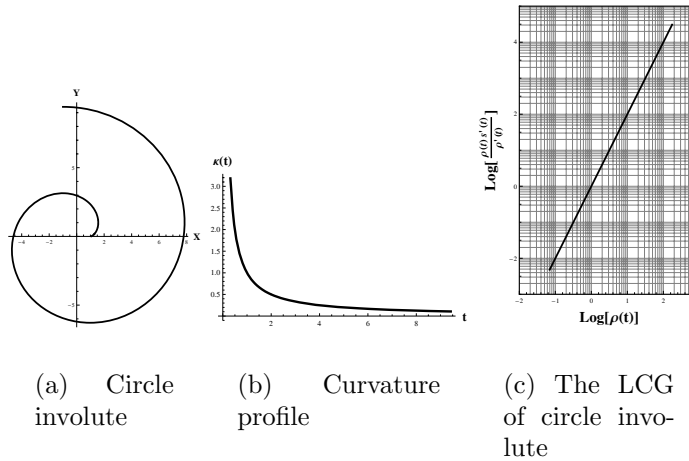 Y
5
-4
-2
2
4
6
8
X
-5
κ(t)
3.0
2.5
2.0
1.5
1.0
0.5
2
4
6
8
t
Log[ρ(t) s′(t) / ρ′(t)]
4
2
0
-2
-2
-1
0
1
2
Log[ρ(t)]
(a) Circle
involute
(b) Curvature
profile
(c) The LCG
of circle invo-
lute